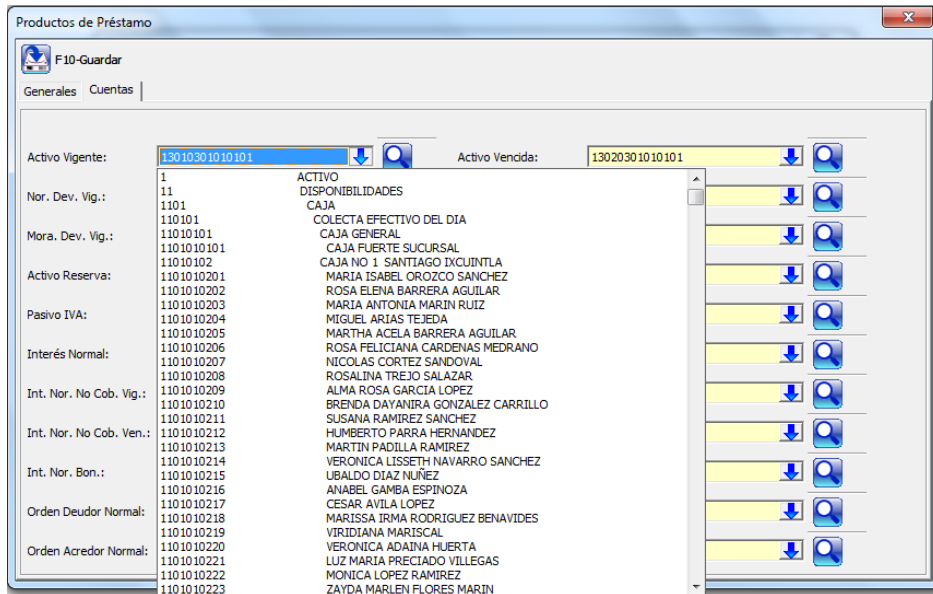 Productos de Préstamo
F10-Guardar
Generales Cuentas
Activo Vigente: 13010301010101 Activo Vencida: 13020301010101
1 ACTIVO
11 DISPONIBILIDADES
Nor. Dev. Vig.:
1101 CAJA
110101 COLECTA EFECTIVO DEL DIA
11010101 CAJA GENERAL
Mora. Dev. Vig.:
1101010101 CAJA FUERTE SUCURSAL
11010102 CAJA NO 1 SANTIAGO IXCUINTLA
Activo Reserva:
1101010201 MARIA ISABEL OROZCO SANCHEZ
1101010202 ROSA ELENA BARRERA AGUILAR
1101010203 MARIA ANTONIA MARIN RUIZ
Pasivo IVA:
1101010204 MIGUEL ARIAS TEJEDA
1101010205 MARTHA ACELA BARRERA AGUILAR
1101010206 ROSA FELICIANA CARDENAS MEDRANO
Interés Normal:
1101010207 NICOLAS CORTEZ SANDOVAL
1101010208 ROSALINA TREJO SALAZAR
Int. Nor. No Cob. Vig.:
1101010209 ALMA ROSA GARCIA LOPEZ
1101010210 BRENDA DAYANIRA GONZALEZ CARRILLO
1101010211 SUSANA RAMIREZ SANCHEZ
Int. Nor. No Cob. Ven.:
1101010212 HUMBERTO PARRA HERNANDEZ
1101010213 MARTIN PADILLA RAMIREZ
1101010214 VERONICA LISSETH NAVARRO SANCHEZ
Int. Nor. Bon.:
1101010215 UBALDO DIAZ NUÑEZ
1101010216 ANABEL GAMBA ESPINOZA
1101010217 CESAR AVILA LOPEZ
Orden Deudor Normal:
1101010218 MARISSA IRMA RODRIGUEZ BENAVIDES
1101010219 VIRIDIANA MARISCAL
1101010220 VERONICA ADAINA HUERTA
Orden Acredor Normal:
1101010221 LUZ MARIA PRECIADO VILLEGAS
1101010222 MONICA LOPEZ RAMIREZ
1101010223 ZAYDA MARLEN FLORES MARIN